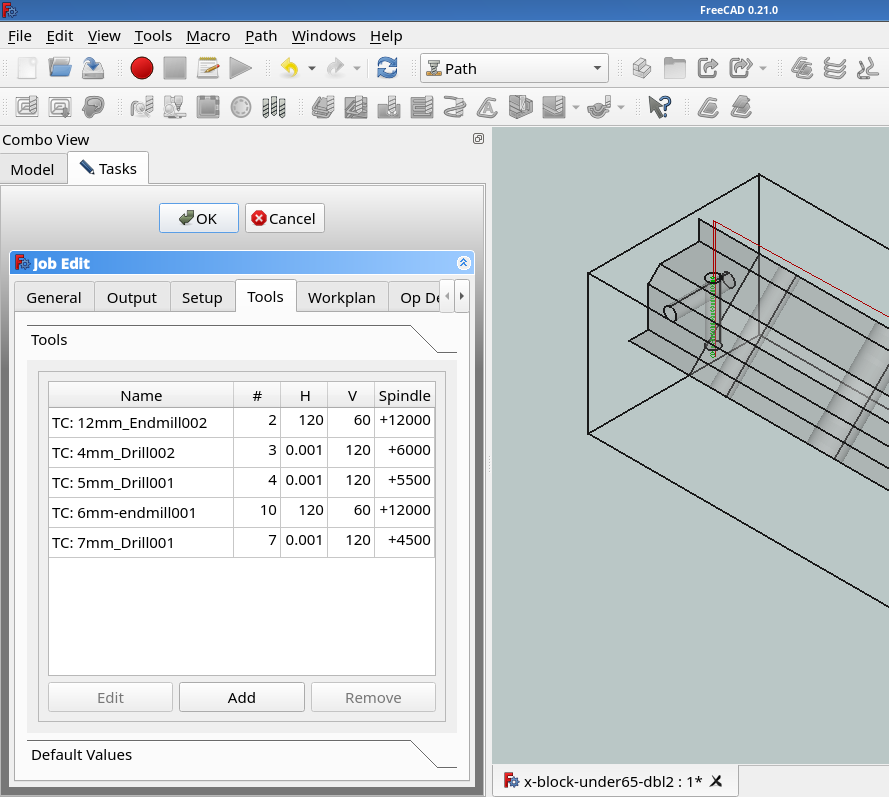 FreeCAD 0.21.0
File Edit View Tools Macro Path Windows Help
Path
Combo View
Model Tasks
OK Cancel
Job Edit
General Output Setup Tools Workplan Op De
Tools
Name # H V Spindle
TC: 12mm_Endmill002 2 120 60 +12000
TC: 4mm_Drill002 3 0.001 120 +6000
TC: 5mm_Drill001 4 0.001 120 +5500
TC: 6mm-endmill001 10 120 60 +12000
TC: 7mm_Drill001 7 0.001 120 +4500
Edit Add Remove
Default Values
x-block-under65-dbl2 : 1*